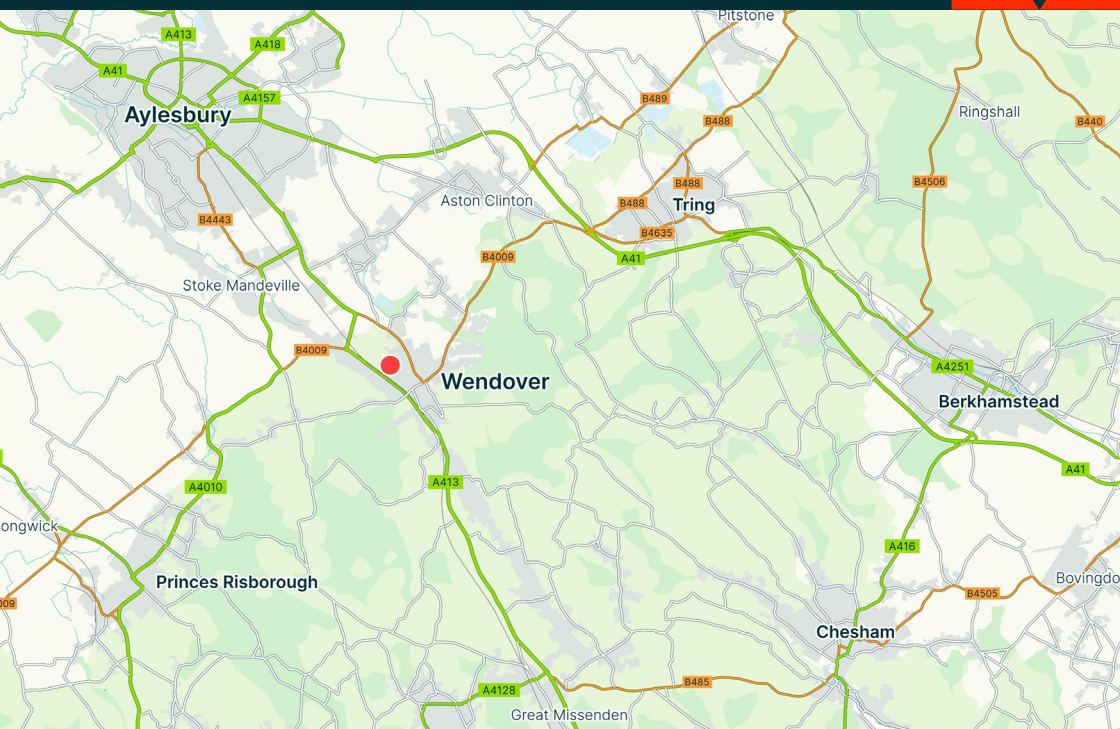 Pitstone
A413
A418
A41
A4157
B489
Aylesbury
B488
Ringshall
B440
B488
B4506
Aston Clinton
B488
Tring
B4443
B4635
B4009
A41
Stoke Mandeville
B4009
Wendover
A4251
Berkhamstead
A41
A413
A4010
ongwick
A416
Princes Risborough
Bovingdo
B4505
009
Chesham
B485
A4128
Great Missenden